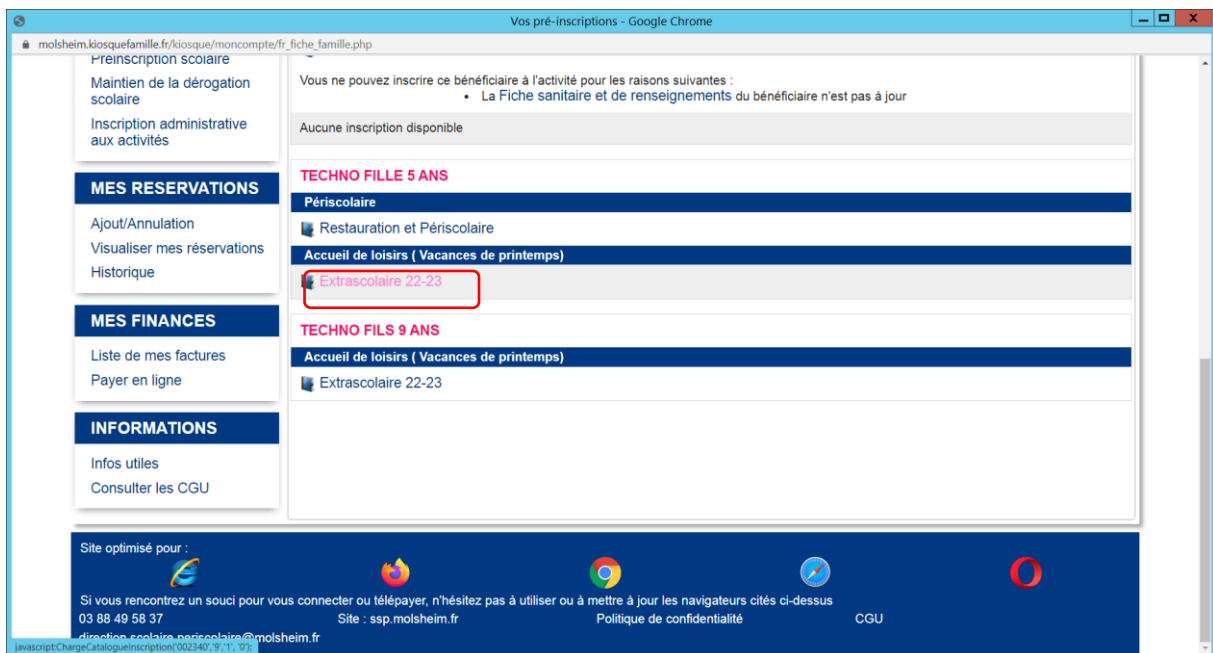 Vos pré-inscriptions - Google Chrome
molsheim.kiosquefamille.fr/kiosque/moncompte/fr_fiche_famille.php
Préinscription scolaire
Maintien de la dérogation
scolaire
Inscription administrative
aux activités
Vous ne pouvez inscrire ce bénéficiaire à l'activité pour les raisons suivantes :
• La Fiche sanitaire et de renseignements du bénéficiaire n'est pas à jour
Aucune inscription disponible
MES RESERVATIONS
Ajout/Annulation
Visualiser mes réservations
Historique
MES FINANCES
Liste de mes factures
Payer en ligne
INFORMATIONS
Infos utiles
Consulter les CGU
TECHNO FILLE 5 ANS
Périscolaire
Restauration et Périscolaire
Accueil de loisirs ( Vacances de printemps)
Extrascolaire 22-23
TECHNO FILS 9 ANS
Accueil de loisirs ( Vacances de printemps)
Extrascolaire 22-23
Site optimisé pour :
Si vous rencontrez un souci pour vous connecter ou télépayer, n'hésitez pas à utiliser ou à mettre à jour les navigateurs cités ci-dessus
03 88 49 58 37 Site : ssp.molsheim.fr Politique de confidentialité CGU
direction.scolaire.periscolaire@molsheim.fr
javascript:ChargeCatalogueInscription('002340','9','1', '0');